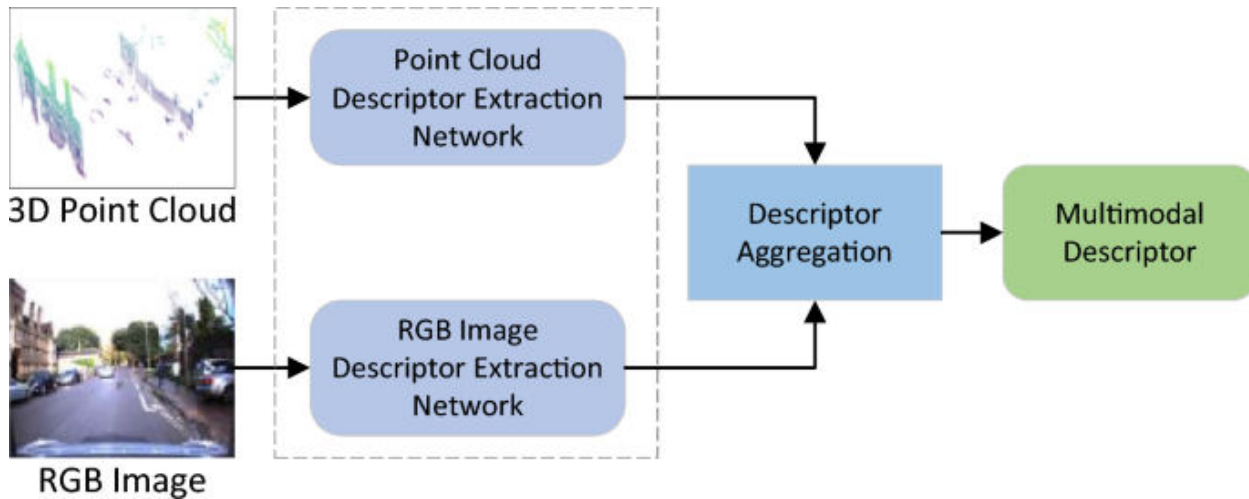 Point Cloud
Descriptor Extraction
Network
3D Point Cloud
Descriptor
Aggregation
Multimodal
Descriptor
RGB Image
Descriptor Extraction
Network
RGB Image